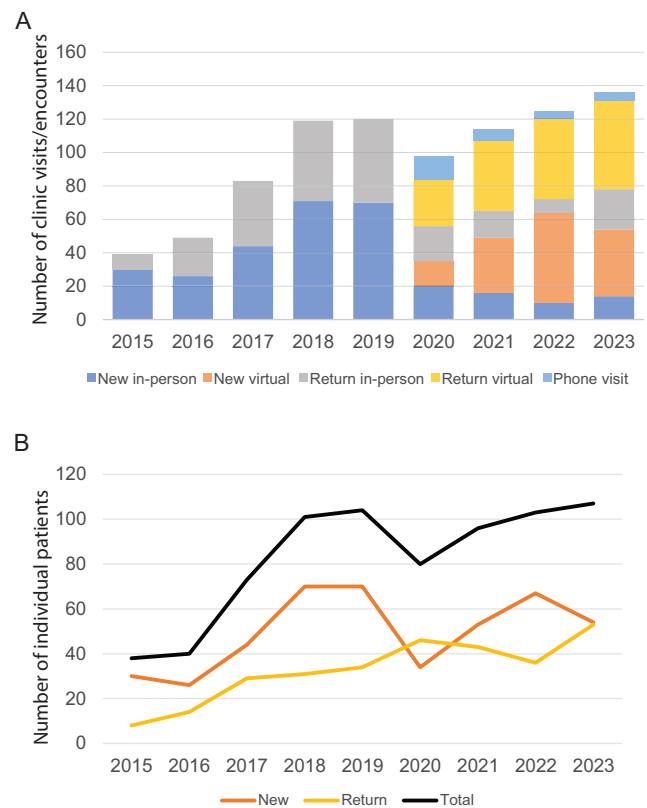 A
Number of clinic visits/encounters
160
140
120
100
80
60
40
20
0
2015 2016 2017 2018 2019 2020 2021 2022 2023
New in-person New virtual Return in-person Return virtual Phone visit
B
Number of individual patients
120
100
80
60
40
20
0
2015 2016 2017 2018 2019 2020 2021 2022 2023
New Return Total